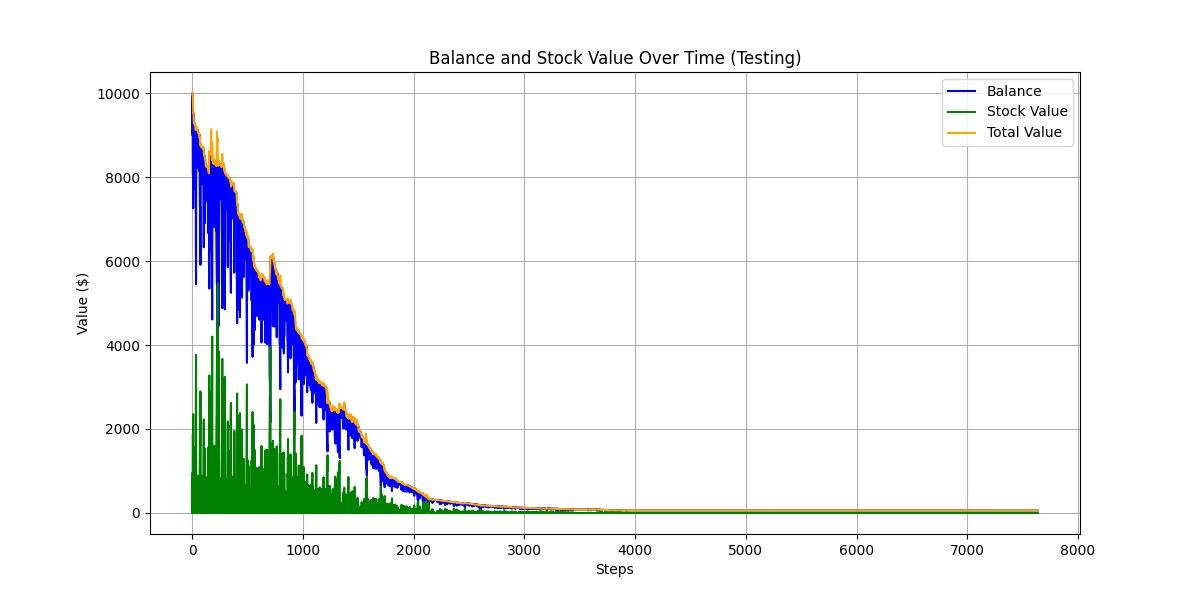 Balance and Stock Value Over Time (Testing)
Balance
Stock Value
Total Value
Value ($)
10000
8000
6000
4000
2000
0
0 1000 2000 3000 4000 5000 6000 7000 8000
Steps